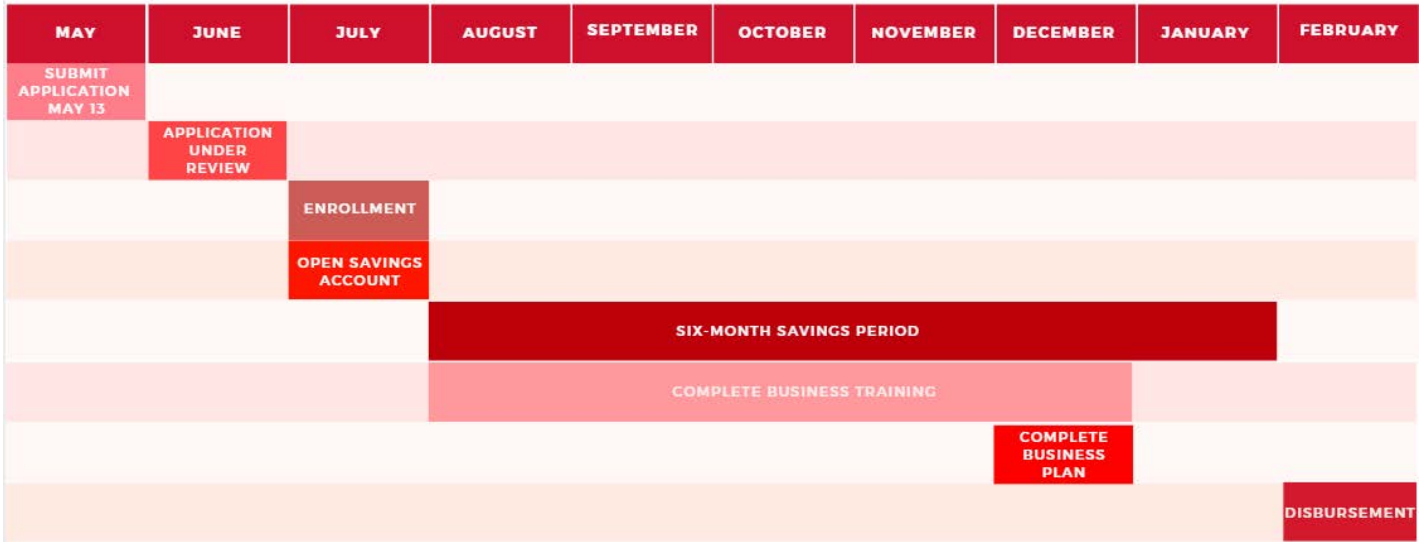 MAY JUNE JULY AUGUST SEPTEMBER OCTOBER NOVEMBER DECEMBER JANUARY FEBRUARY
SUBMIT
APPLICATION
MAY 13
APPLICATION
UNDER
REVIEW
ENROLLMENT
OPEN SAVINGS
ACCOUNT
SIX-MONTH SAVINGS PERIOD
COMPLETE BUSINESS TRAINING
COMPLETE
BUSINESS
PLAN
DISBURSEMENT